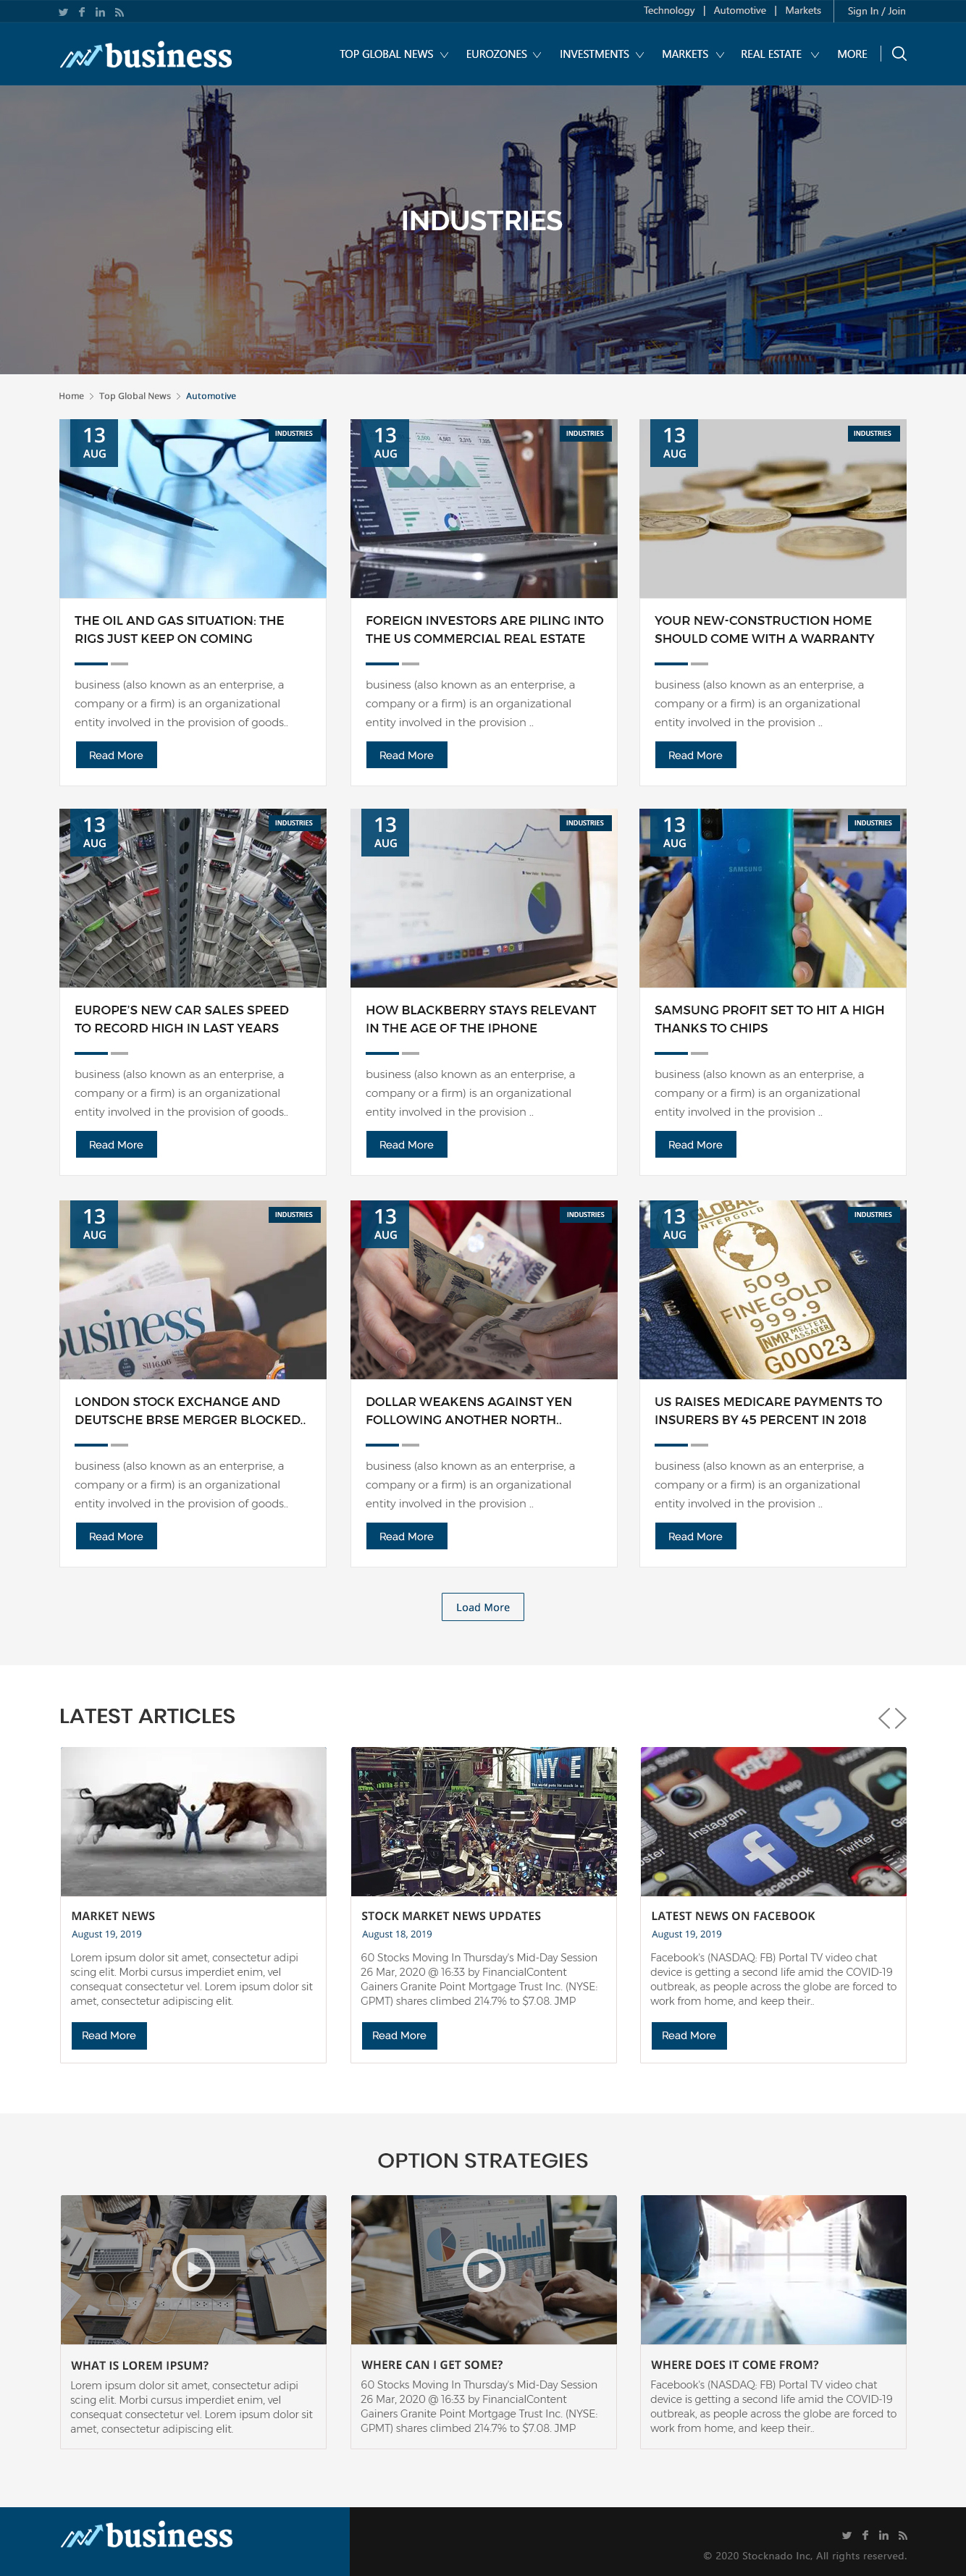 Technology | Automotive | Markets
Sign In / Join
business
TOP GLOBAL NEWS
EUROZONES
INVESTMENTS
MARKETS
REAL ESTATE
MORE
INDUSTRIES
Home > Top Global News > Automotive
13
AUG
INDUSTRIES
THE OIL AND GAS SITUATION: THE
RIGS JUST KEEP ON COMING
business (also known as an enterprise, a
company or a firm) is an organizational
entity involved in the provision of goods..
Read More
13
AUG
INDUSTRIES
FOREIGN INVESTORS ARE PILING INTO
THE US COMMERCIAL REAL ESTATE
business (also known as an enterprise, a
company or a firm) is an organizational
entity involved in the provision ..
Read More
13
AUG
INDUSTRIES
YOUR NEW-CONSTRUCTION HOME
SHOULD COME WITH A WARRANTY
business (also known as an enterprise, a
company or a firm) is an organizational
entity involved in the provision ..
Read More
13
AUG
INDUSTRIES
EUROPE'S NEW CAR SALES SPEED
TO RECORD HIGH IN LAST YEARS
business (also known as an enterprise, a
company or a firm) is an organizational
entity involved in the provision of goods..
Read More
13
AUG
INDUSTRIES
HOW BLACKBERRY STAYS RELEVANT
IN THE AGE OF THE IPHONE
business (also known as an enterprise, a
company or a firm) is an organizational
entity involved in the provision ..
Read More
13
AUG
INDUSTRIES
SAMSUNG
SAMSUNG PROFIT SET TO HIT A HIGH
THANKS TO CHIPS
business (also known as an enterprise, a
company or a firm) is an organizational
entity involved in the provision ..
Read More
13
AUG
INDUSTRIES
usiness
LONDON STOCK EXCHANGE AND
DEUTSCHE BRSE MERGER BLOCKED..
business (also known as an enterprise, a
company or a firm) is an organizational
entity involved in the provision of goods..
Read More
13
AUG
INDUSTRIES
DOLLAR WEAKENS AGAINST YEN
FOLLOWING ANOTHER NORTH..
business (also known as an enterprise, a
company or a firm) is an organizational
entity involved in the provision ..
Read More
13
AUG
INDUSTRIES
GLOBAL
INTERGOLD
50g
FINE GOLD
999.9
NMR MELTER
ASSAYER
G00023
US RAISES MEDICARE PAYMENTS TO
INSURERS BY 45 PERCENT IN 2018
business (also known as an enterprise, a
company or a firm) is an organizational
entity involved in the provision ..
Read More
Load More
LATEST ARTICLES
MARKET NEWS
August 19, 2019
Lorem ipsum dolor sit amet, consectetur adipi
scing elit. Morbi cursus imperdiet enim, vel
consequat consectetur vel. Lorem ipsum dolor sit
amet, consectetur adipiscing elit.
Read More
STOCK MARKET NEWS UPDATES
August 18, 2019
60 Stocks Moving In Thursday's Mid-Day Session
26 Mar, 2020 @ 16:33 by FinancialContent
Gainers Granite Point Mortgage Trust Inc. (NYSE:
GPMT) shares climbed 214.7% to $7.08. JMP
Read More
Instagram
Yelp
Facebook
Twitter
LATEST NEWS ON FACEBOOK
August 19, 2019
Facebook's (NASDAQ: FB) Portal TV video chat
device is getting a second life amid the COVID-19
outbreak, as people across the globe are forced to
work from home, and keep their..
Read More
OPTION STRATEGIES
WHAT IS LOREM IPSUM?
Lorem ipsum dolor sit amet, consectetur adipi
scing elit. Morbi cursus imperdiet enim, vel
consequat consectetur vel. Lorem ipsum dolor sit
amet, consectetur adipiscing elit.
WHERE CAN I GET SOME?
60 Stocks Moving In Thursday's Mid-Day Session
26 Mar, 2020 @ 16:33 by FinancialContent
Gainers Granite Point Mortgage Trust Inc. (NYSE:
GPMT) shares climbed 214.7% to $7.08. JMP
WHERE DOES IT COME FROM?
Facebook's (NASDAQ: FB) Portal TV video chat
device is getting a second life amid the COVID-19
outbreak, as people across the globe are forced to
work from home, and keep their..
business
© 2020 Stocknado Inc, All rights reserved.